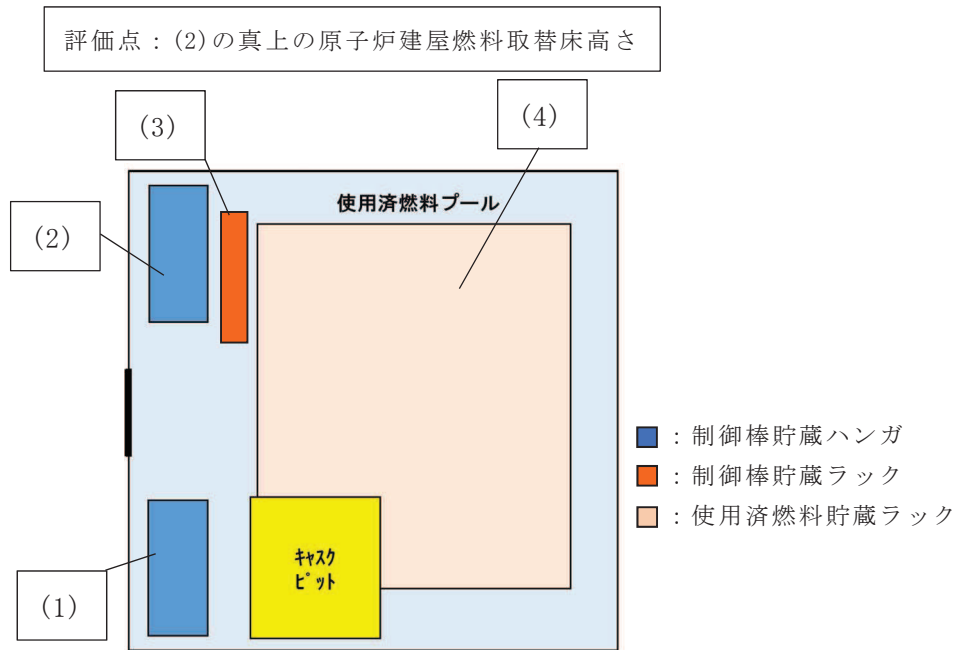 評価点：(2)の真上の原子炉建屋燃料取替床高さ
(3)
(4)
使用済燃料プール
(2)
：制御棒貯蔵ハンガ
：制御棒貯蔵ラック
：使用済燃料貯蔵ラック
キャスク
ピット
(1)